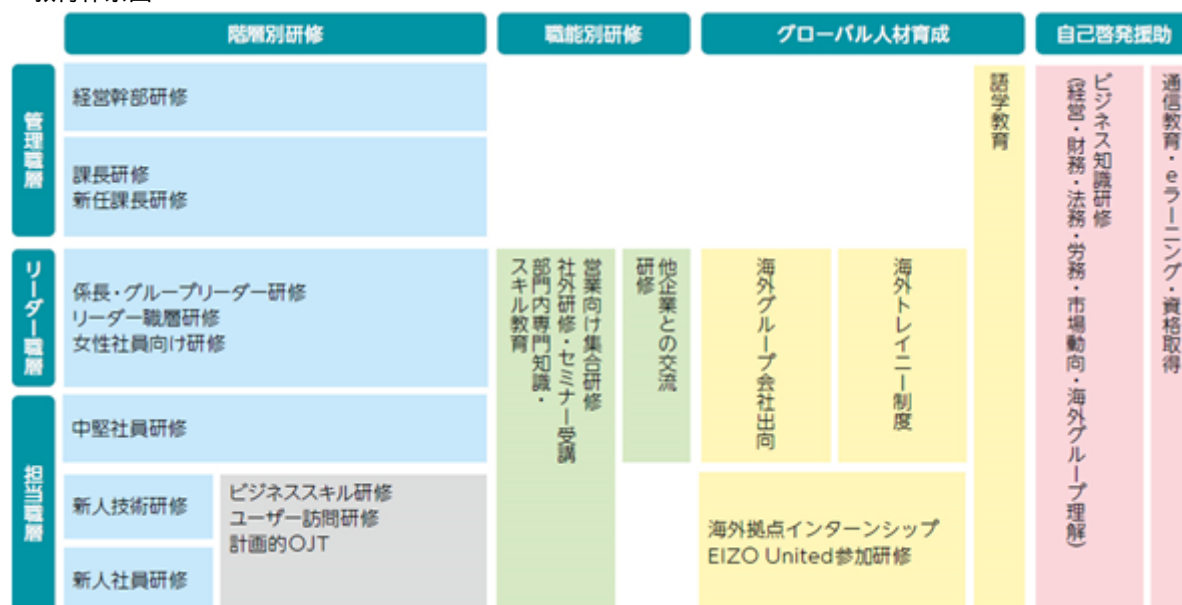 階層別研修
職能別研修
グローバル人材育成
自己啓発援助
管理職層
経営幹部研修
課長研修
新任課長研修
リーダー職層
係長・グループリーダー研修
リーダー職層研修
女性社員向け研修
担当職層
中堅社員研修
新人技術研修
新人社員研修
ビジネススキル研修
ユーザー訪問研修
計画的OJT
営業向け集合研修
社外研修・セミナー受講
部門内専門知識・
スキル教育
他企業との交流
研修
海外グループ会社出向
海外トレイニー制度
海外拠点インターンシップ
EIZO United参加研修
語学教育
ビジネス知識研修
(経営・財務・法務・労務・市場動向・海外グループ理解)
通信教育・eラーニング・資格取得